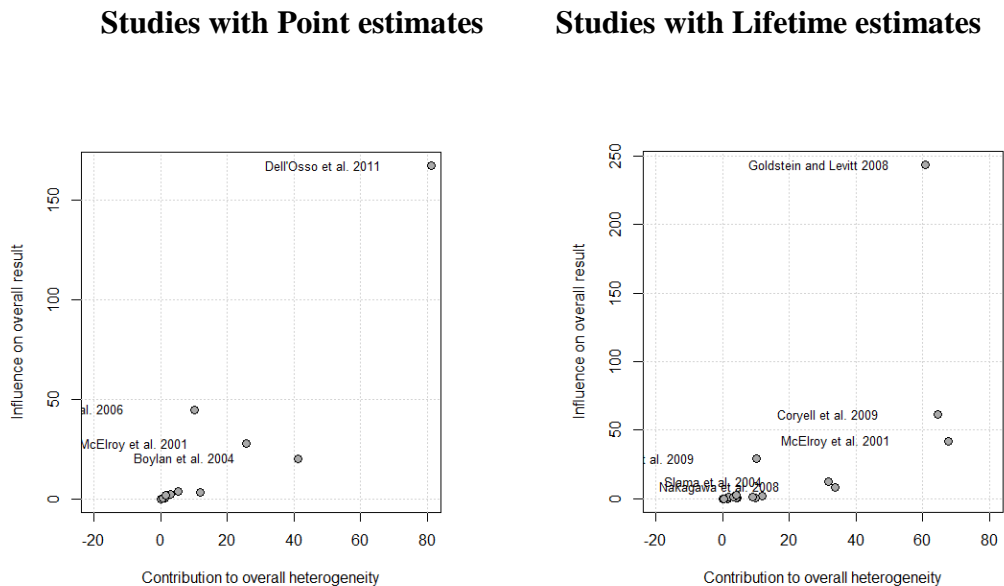 Studies with Point estimates
Studies with Lifetime estimates
Influence on overall result
150
100
50
0
Dell'Osso et al. 2011
al. 2006
McElroy et al. 2001
Boylan et al. 2004
-20 0 20 40 60 80
Contribution to overall heterogeneity
Influence on overall result
250
200
150
100
50
0
Goldstein and Levitt 2008
Coryell et al. 2009
McElroy et al. 2001
t al. 2009
Slama et al. 2004
Nakagawa et al. 2008
-20 0 20 40 60 80
Contribution to overall heterogeneity